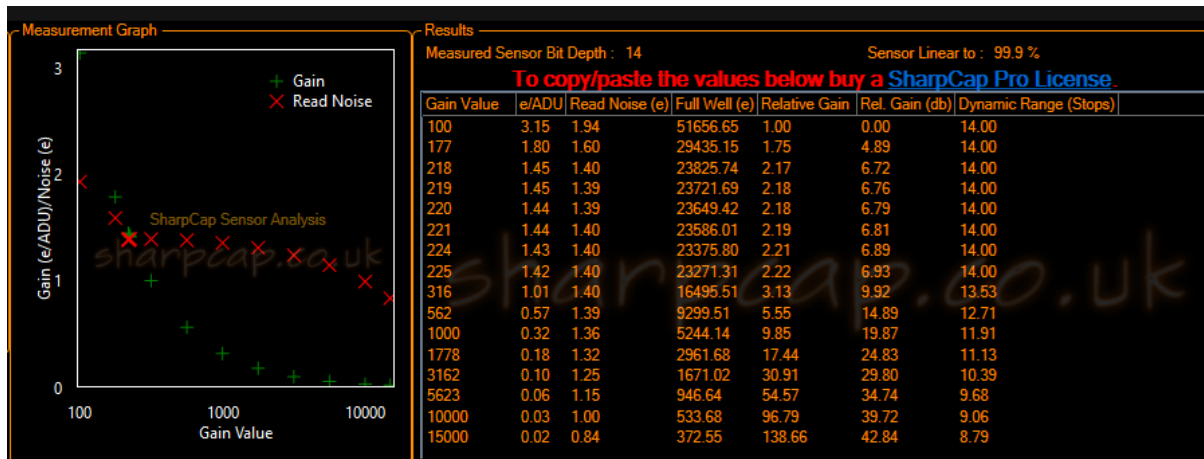 Measurement Graph
3
2
1
0
Gain (e/ADU)/Noise (e)
Gain
Read Noise
SharpCap Sensor Analysis
sharpcap.co.uk
100 1000 10000
Gain Value
Results
Measured Sensor Bit Depth : 14 Sensor Linear to : 99.9 %
To copy/paste the values below buy a SharpCap Pro License.
Gain Value e/ADU Read Noise (e) Full Well (e) Relative Gain Rel. Gain (db) Dynamic Range (Stops)
100 3.15 1.94 51656.65 1.00 0.00 14.00
177 1.80 1.60 29435.15 1.75 4.89 14.00
218 1.45 1.40 23825.74 2.17 6.72 14.00
219 1.45 1.39 23721.69 2.18 6.76 14.00
220 1.44 1.39 23649.42 2.18 6.79 14.00
221 1.44 1.40 23586.01 2.19 6.81 14.00
224 1.43 1.40 23375.80 2.21 6.89 14.00
225 1.42 1.40 23271.31 2.22 6.93 14.00
316 1.01 1.40 16495.51 3.13 9.92 13.53
562 0.57 1.39 9299.51 5.55 14.89 12.71
1000 0.32 1.36 5244.14 9.85 19.87 11.91
1778 0.18 1.32 2961.68 17.44 24.83 11.13
3162 0.10 1.25 1671.02 30.91 29.80 10.39
5623 0.06 1.15 946.64 54.57 34.74 9.68
10000 0.03 1.00 533.68 96.79 39.72 9.06
15000 0.02 0.84 372.55 138.66 42.84 8.79
sharpcap.co.uk